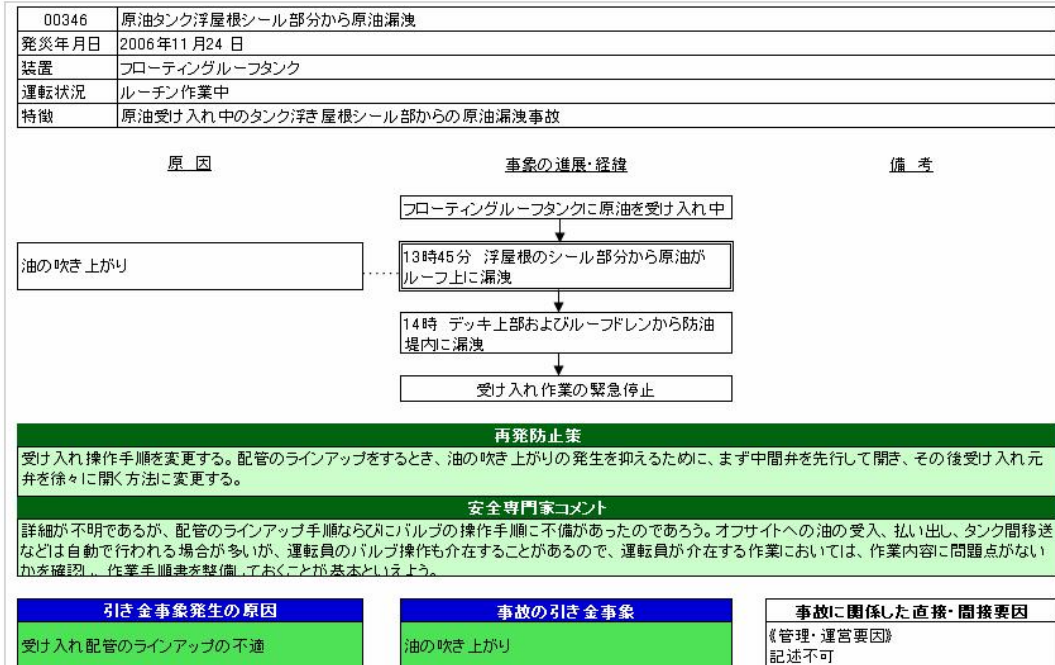 00346 原油タンク浮屋根シール部分から原油漏洩
発災年月日 2006年11月24日
装置 フローティングルーフタンク
運転状況 ルーチン作業中
特徴 原油受け入れ中のタンク浮き屋根シール部からの原油漏洩事故
原 因 事象の進展・経緯 備 考
フローティングルーフタンクに原油を受け入れ中
油の吹き上がり
13時45分 浮屋根のシール部分から原油が
ルーフ上に漏洩
14時 デッキ上部およびルーフドレンから防油
堤内に漏洩
受け入れ作業の緊急停止
再発防止策
受け入れ操作手順を変更する。配管のラインアップをするとき、油の吹き上がりの発生を抑えるために、まず中間弁を先行して開き、その後受け入れ元
弁を徐々に開く方法に変更する。
安全専門家コメント
詳細が不明であるが、配管のラインアップ手順ならびにバルブの操作手順に不備があったのであろう。オフサイトへの油の受入、払い出し、タンク間移送
などは自動で行われる場合が多いが、運転員のバルブ操作も介在することがあるので、運転員が介在する作業においては、作業内容に問題点がない
かを確認し、作業手順書を整備しておくことが基本といえよう。
引き金事象発生の原因 事故の引き金事象 事故に関係した直接・間接要因
受け入れ配管のラインアップの不適 油の吹き上がり 《管理・運営要因》
記述不可